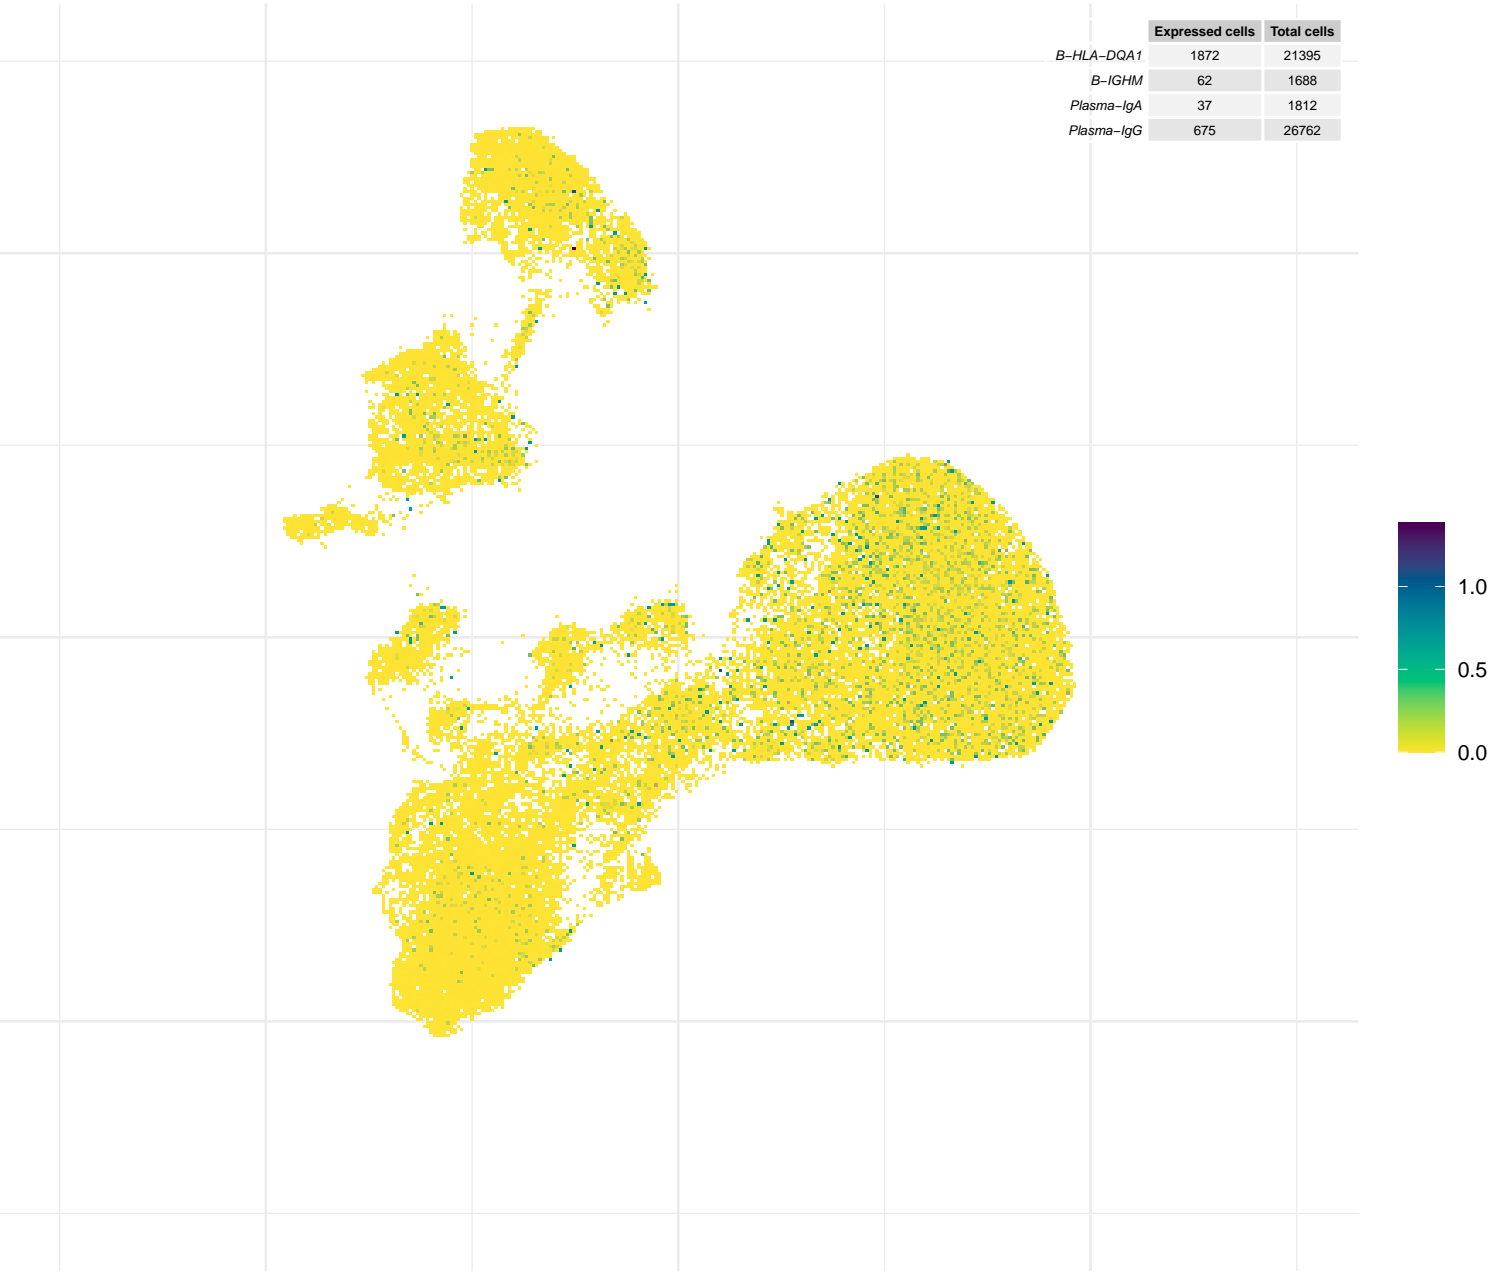 Expressed cells Total cells
B−HLA−DQA1 1872 21395
B−IGHM 62 1688
Plasma−IgA 37 1812
Plasma−IgG 675 26762
1.0
0.5
0.0